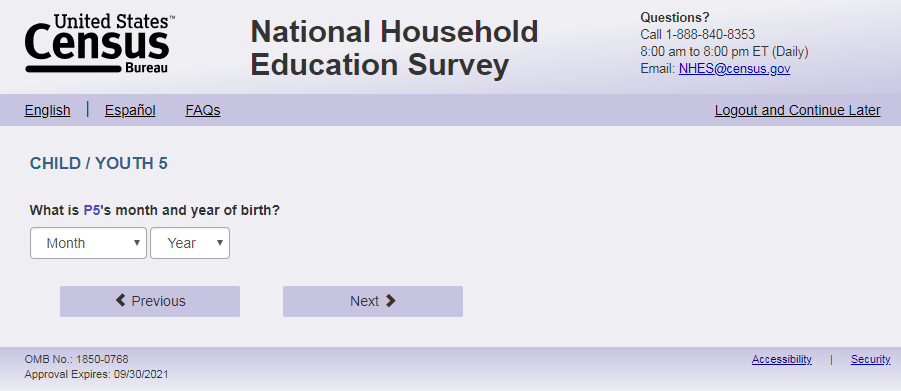 United States™
Census
Bureau
National Household
Education Survey
Questions?
Call 1-888-840-8353
8:00 am to 8:00 pm ET (Daily)
Email: NHES@census.gov
English | Español FAQs Logout and Continue Later
CHILD / YOUTH 5
What is P5's month and year of birth?
Month Year
Previous Next
OMB No.: 1850-0768
Approval Expires: 09/30/2021
Accessibility | Security